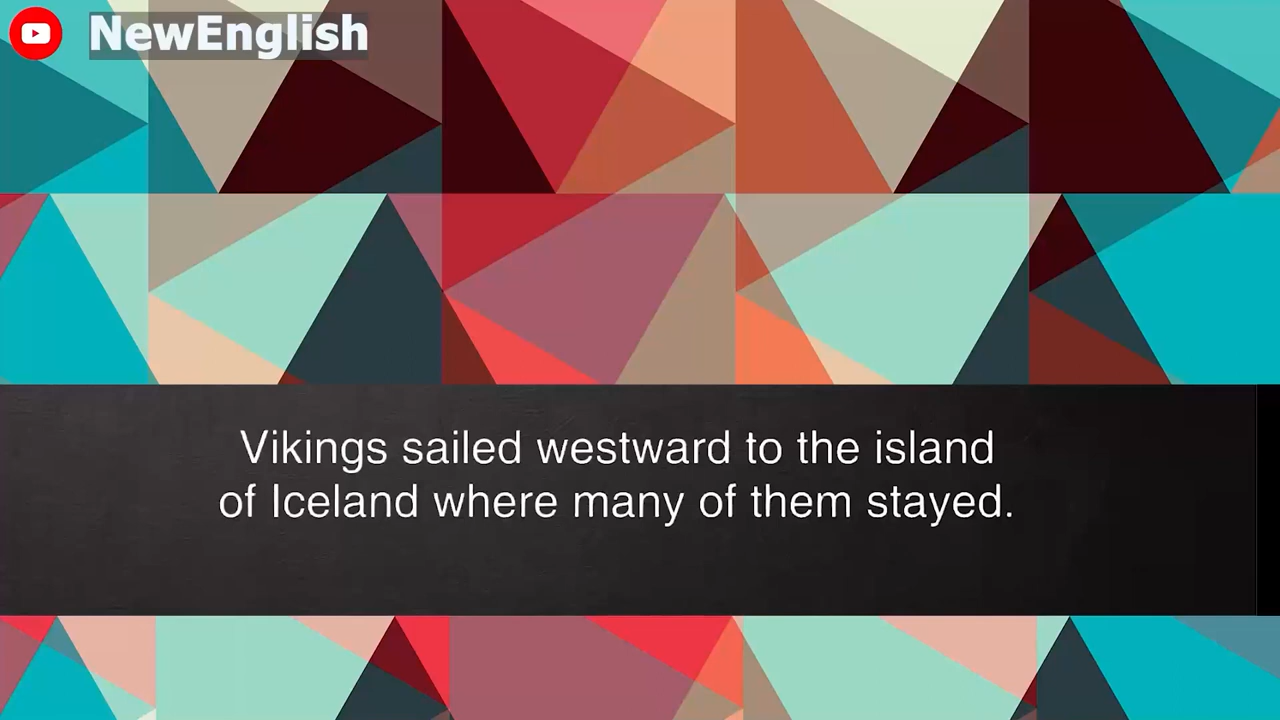 NewEnglish
Vikings sailed westward to the island
of Iceland where many of them stayed.